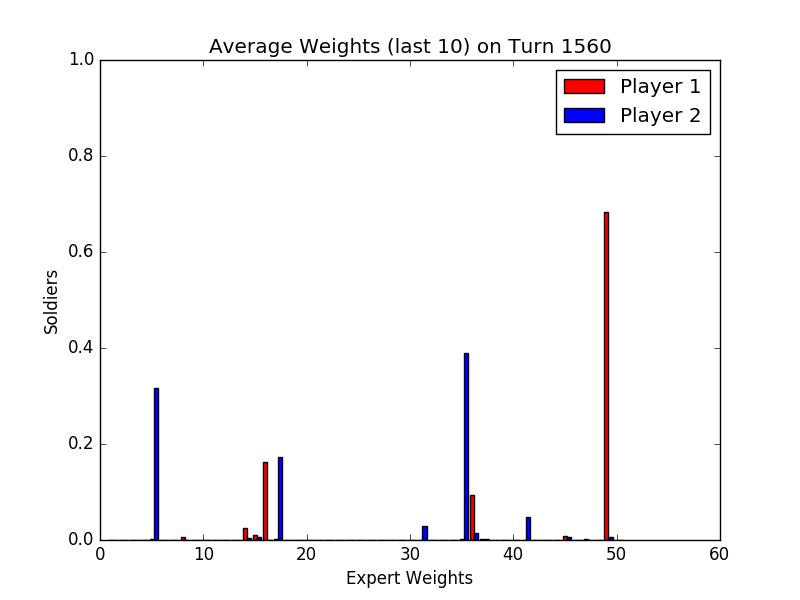 Average Weights (last 10) on Turn 1560
1.0
Player 1
Player 2
0.8
0.6
Soldiers
0.4
0.2
0.0
0 10 20 30 40 50 60
Expert Weights